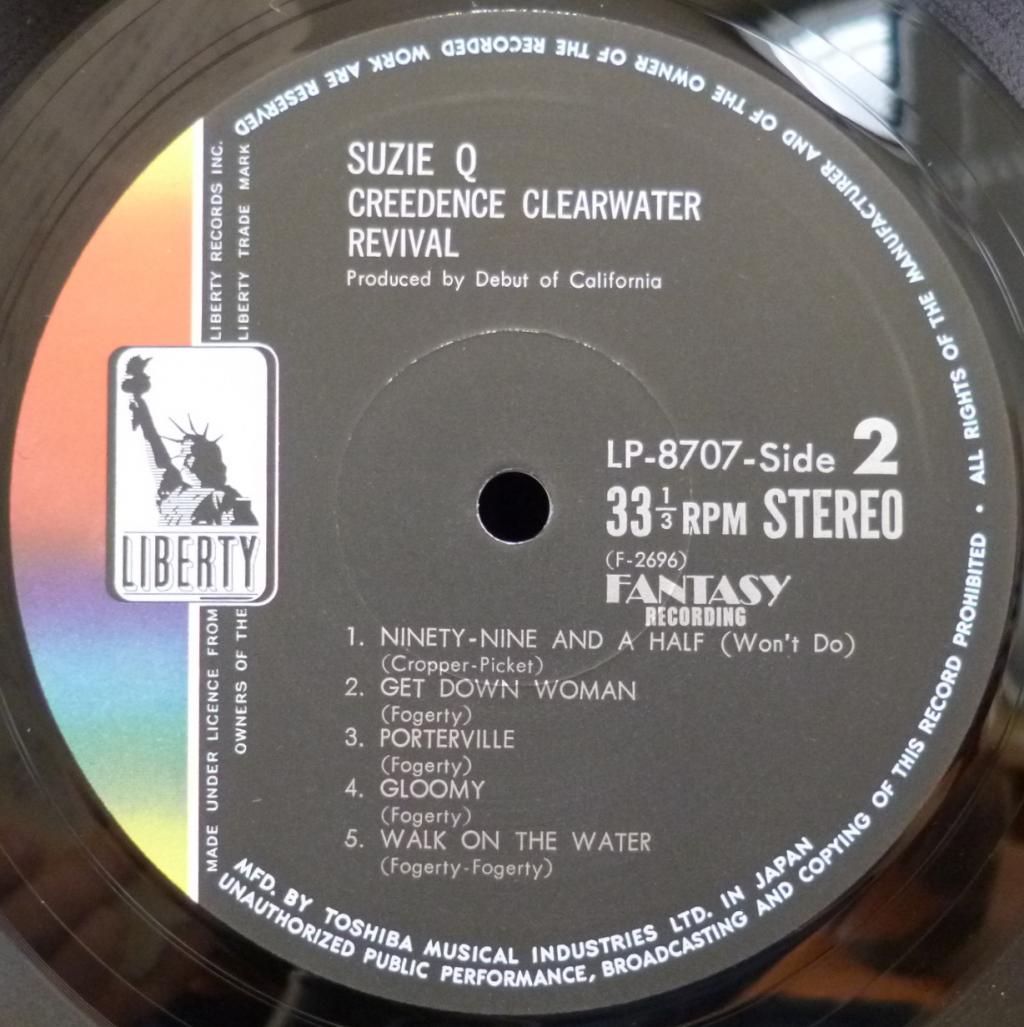 SUZIE Q
CREEDENCE CLEARWATER
REVIVAL
Produced by Debut of California
LP-8707-Side 2
33 1/3 RPM STEREO
(F-2696)
FANTASY
RECORDING
1. NINETY-NINE AND A HALF (Won't Do)
(Cropper-Picket)
2. GET DOWN WOMAN
(Fogerty)
3. PORTERVILLE
(Fogerty)
4. GLOOMY
(Fogerty)
5. WALK ON THE WATER
(Fogerty-Fogerty)
LIBERTY
MADE UNDER LICENCE FROM LIBERTY RECORDS INC.
OWNERS OF THE LIBERTY TRADE MARK
MFD. BY TOSHIBA MUSICAL INDUSTRIES LTD. IN JAPAN
UNAUTHORIZED PUBLIC PERFORMANCE, BROADCASTING AND COPYING OF THIS RECORD PROHIBITED • ALL RIGHTS OF THE MANUFACTURER AND OF THE OWNER OF THE RECORDED WORK ARE RESERVED